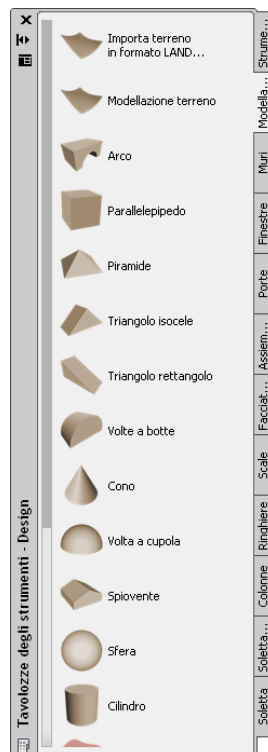 Importa terreno
in formato LAND...
Modellazione terreno
Arco
Parallelepipedo
Piramide
Triangolo isocele
Triangolo rettangolo
Volte a botte
Cono
Volta a cupola
Spiovente
Sfera
Cilindro
Tavolozze degli strumenti - Design
Strume...
Modella...
Muri
Finestre
Porte
Assiem...
Facciat...
Scale
Ringhiere
Colonne
Soletta...
Soletta